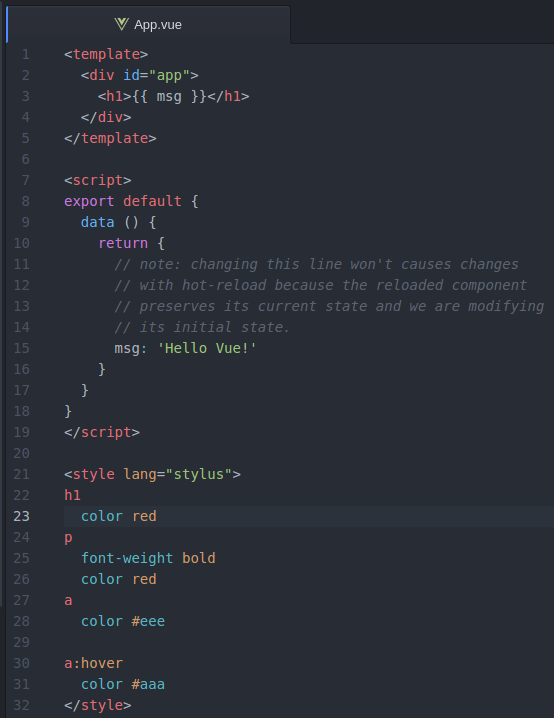 App.vue
1 <template>
2   <div id="app">
3     <h1>{{ msg }}</h1>
4   </div>
5 </template>
6
7 <script>
8 export default {
9   data () {
10     return {
11       // note: changing this line won't causes changes
12       // with hot-reload because the reloaded component
13       // preserves its current state and we are modifying
14       // its initial state.
15       msg: 'Hello Vue!'
16     }
17   }
18 }
19 </script>
20
21 <style lang="stylus">
22 h1
23   color red
24 p
25   font-weight bold
26   color red
27 a
28   color #eee
29
30 a:hover
31   color #aaa
32 </style>